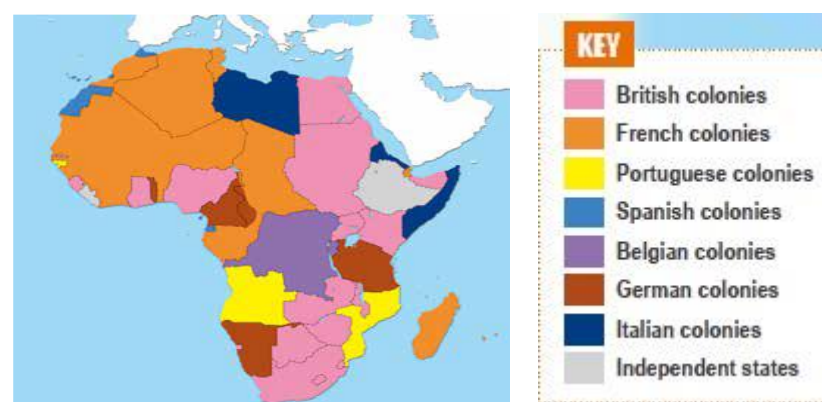 KEY
British colonies
French colonies
Portuguese colonies
Spanish colonies
Belgian colonies
German colonies
Italian colonies
Independent states